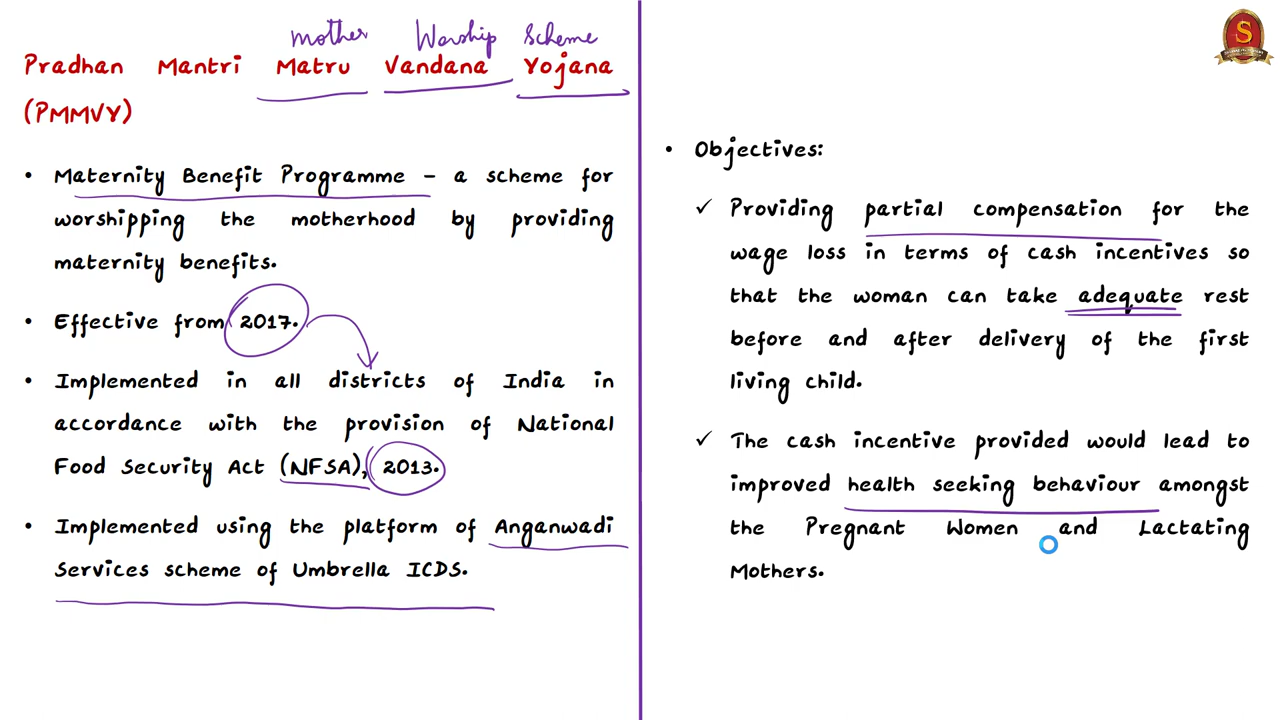 mother Worship Scheme
Pradhan Mantri Matru Vandana Yojana
(PMMVY)
• Maternity Benefit Programme – a scheme for
worshipping the motherhood by providing
maternity benefits.
• Effective from 2017.
• Implemented in all districts of India in
accordance with the provision of National
Food Security Act (NFSA), 2013.
• Implemented using the platform of Anganwadi
Services scheme of Umbrella ICDS.
• Objectives:
✓ Providing partial compensation for the
wage loss in terms of cash incentives so
that the woman can take adequate rest
before and after delivery of the first
living child.
✓ The cash incentive provided would lead to
improved health seeking behaviour amongst
the Pregnant Women and Lactating
Mothers.
S